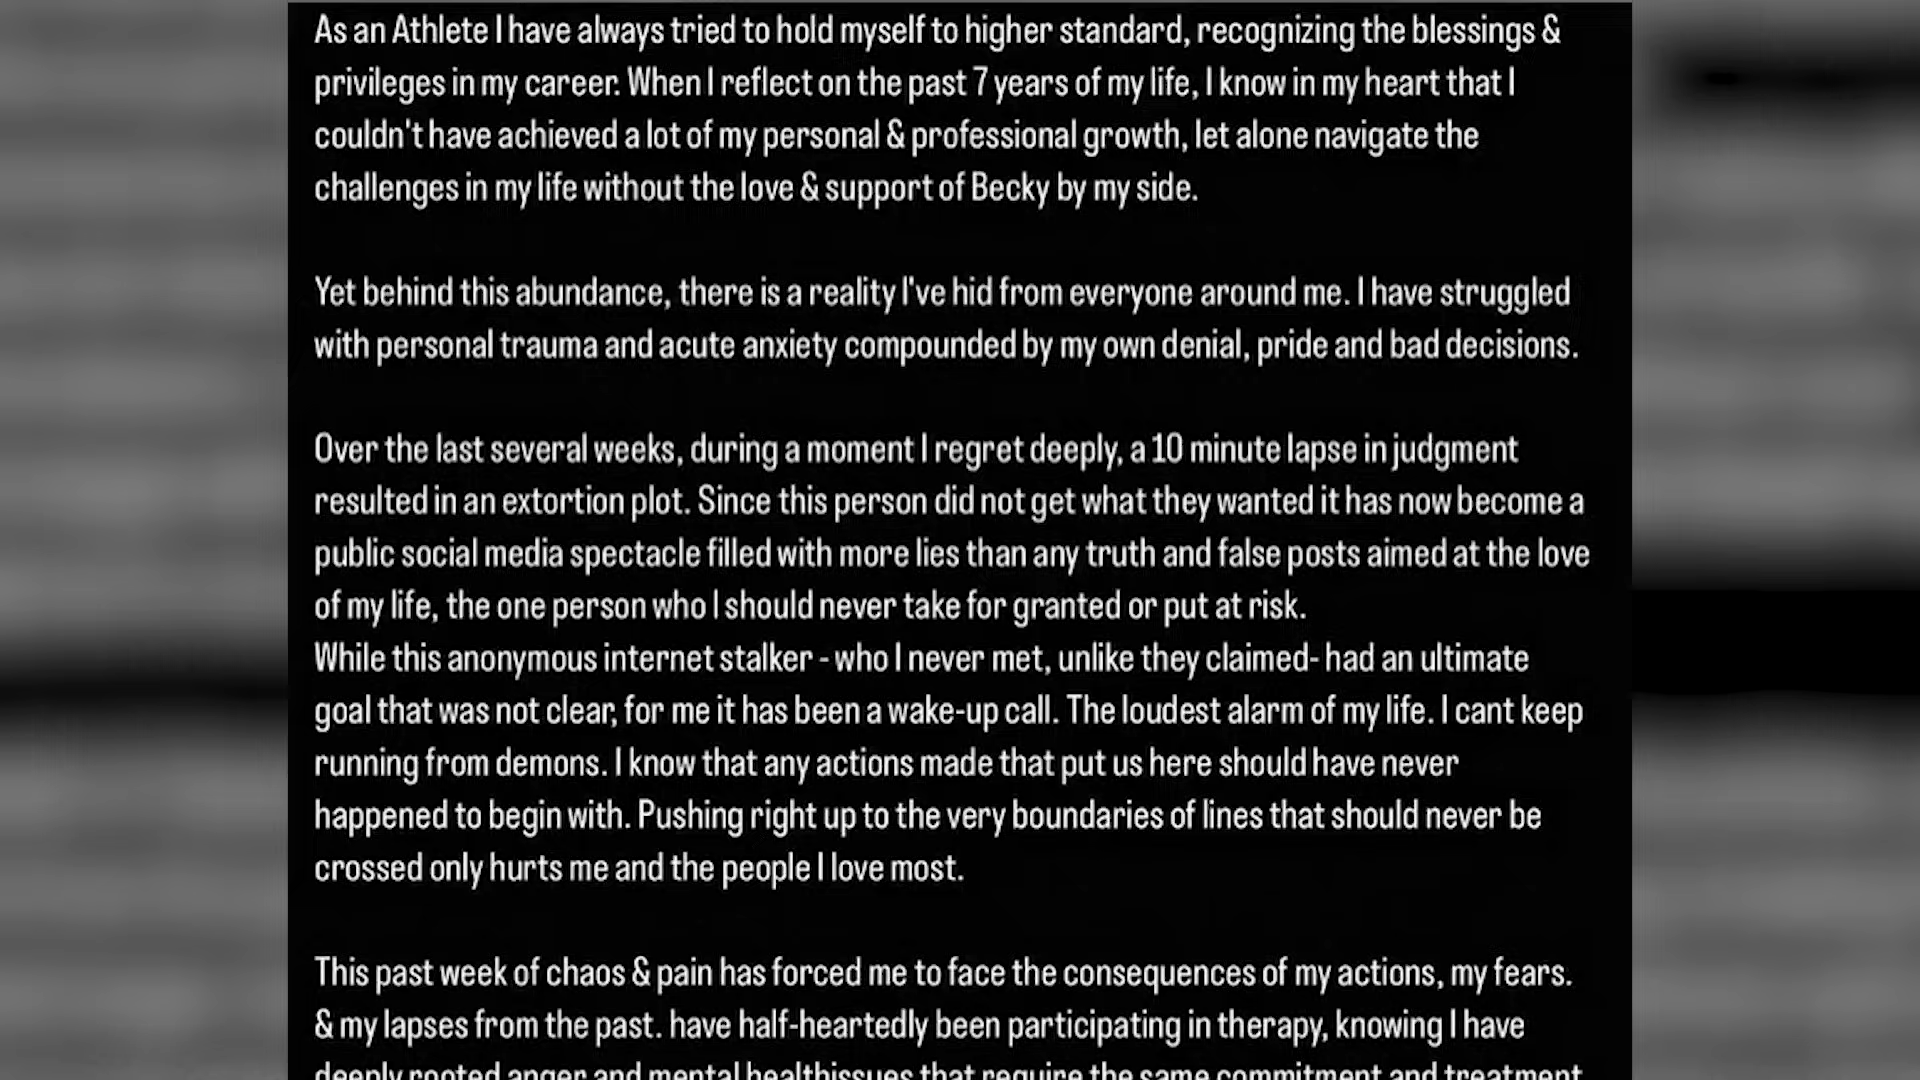 As an Athlete I have always tried to hold myself to higher standard, recognizing the blessings &
privileges in my career. When I reflect on the past 7 years of my life, I know in my heart that I
couldn't have achieved a lot of my personal & professional growth, let alone navigate the
challenges in my life without the love & support of Becky by my side.
Yet behind this abundance, there is a reality I've hid from everyone around me. I have struggled
with personal trauma and acute anxiety compounded by my own denial, pride and bad decisions.
Over the last several weeks, during a moment I regret deeply, a 10 minute lapse in judgment
resulted in an extortion plot. Since this person did not get what they wanted it has now become a
public social media spectacle filled with more lies than any truth and false posts aimed at the love
of my life, the one person who I should never take for granted or put at risk.
While this anonymous internet stalker - who I never met, unlike they claimed- had an ultimate
goal that was not clear, for me it has been a wake-up call. The loudest alarm of my life. I cant keep
running from demons. I know that any actions made that put us here should have never
happened to begin with. Pushing right up to the very boundaries of lines that should never be
crossed only hurts me and the people I love most.
This past week of chaos & pain has forced me to face the consequences of my actions, my fears.
& my lapses from the past. have half-heartedly been participating in therapy, knowing I have
deeply rooted anger and mental healthissues that require the same commitment and treatment